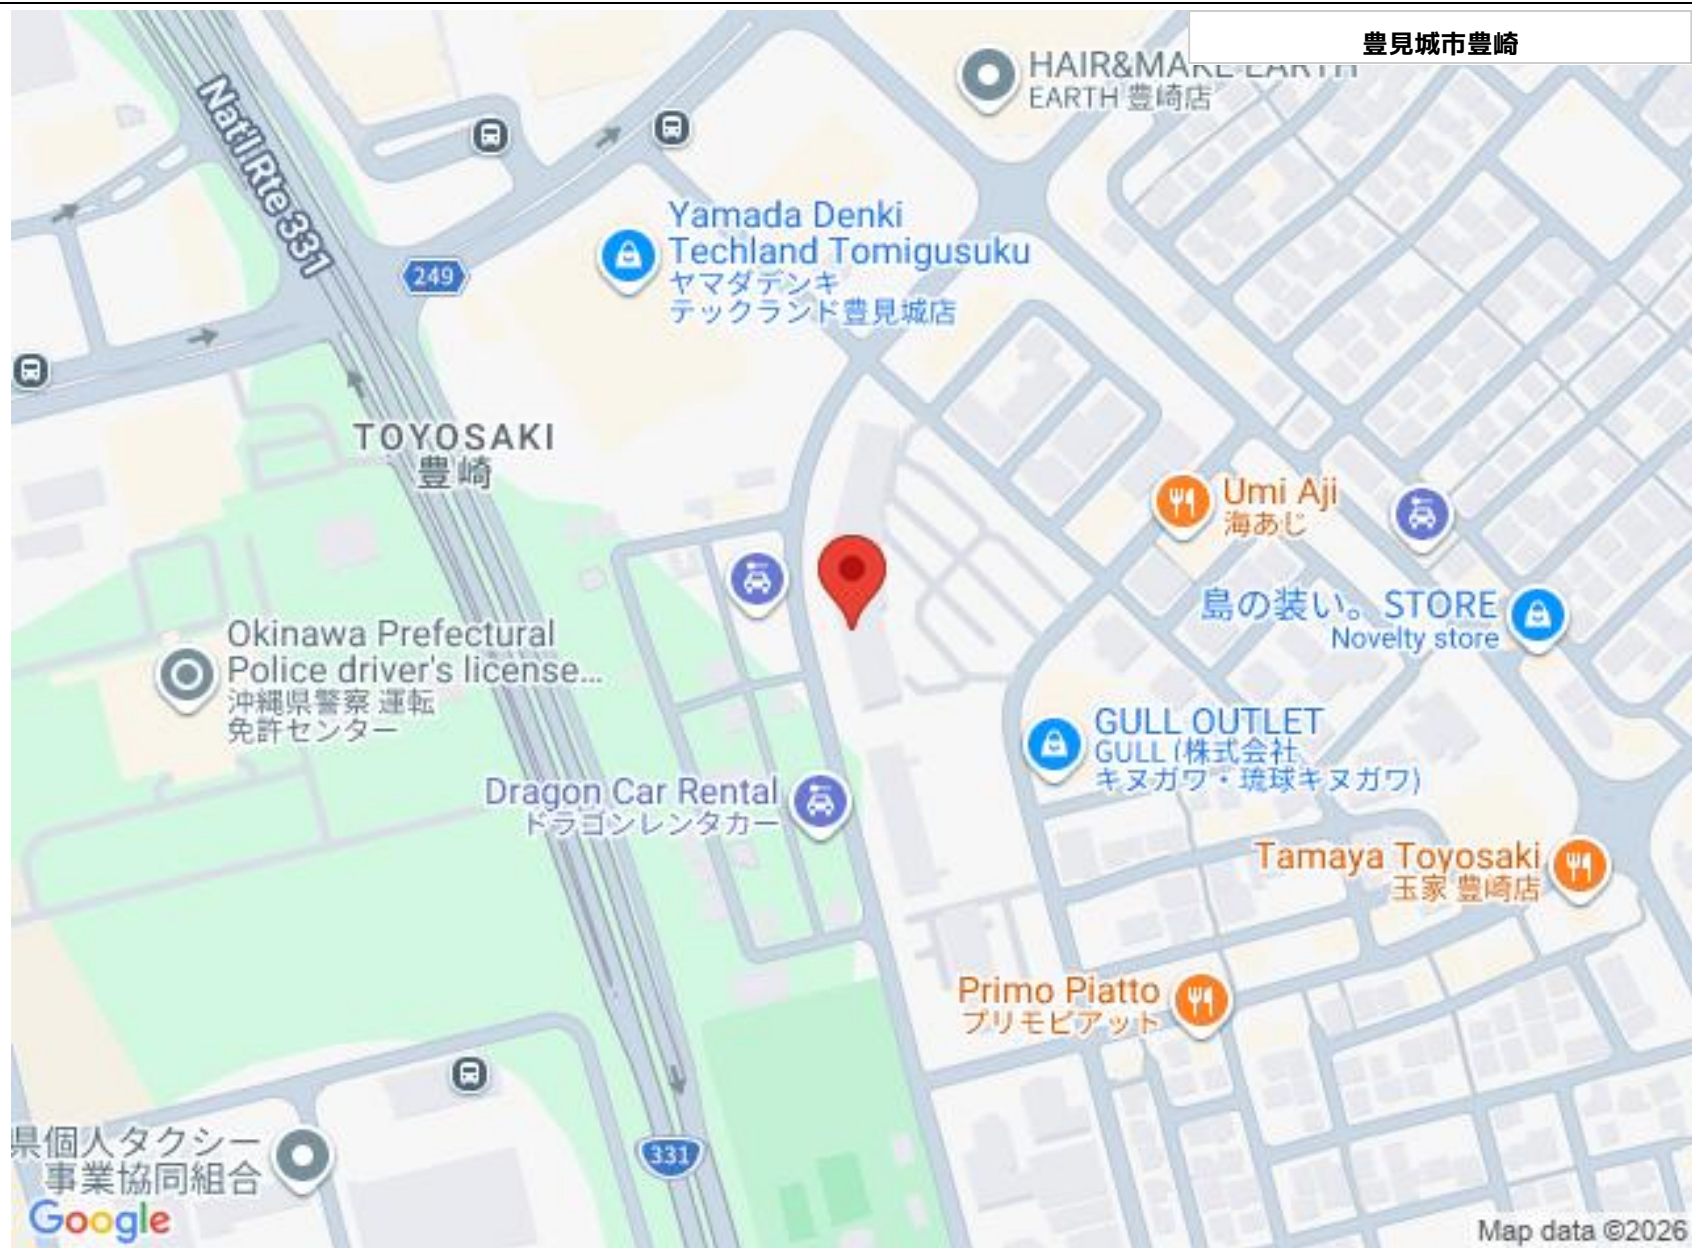 豊見城市豊崎
HAIR&MAKE EARTH
EARTH 豊崎店
Nat'l Rte 331
Yamada Denki
Techland Tomigusuku
ヤマダデンキ
テックランド豊見城店
249
TOYOSAKI
豊崎
Umi Aji
海あじ
島の装い。STORE
Novelty store
Okinawa Prefectural
Police driver's license...
沖縄県警察 運転
免許センター
GULL OUTLET
GULL (株式会社
キヌガワ・琉球キヌガワ)
Dragon Car Rental
ドラゴンレンタカー
Tamaya Toyosaki
玉家 豊崎店
Primo Piatto
プリモピアット
331
県個人タクシー
事業協同組合
Google
Map data ©2026